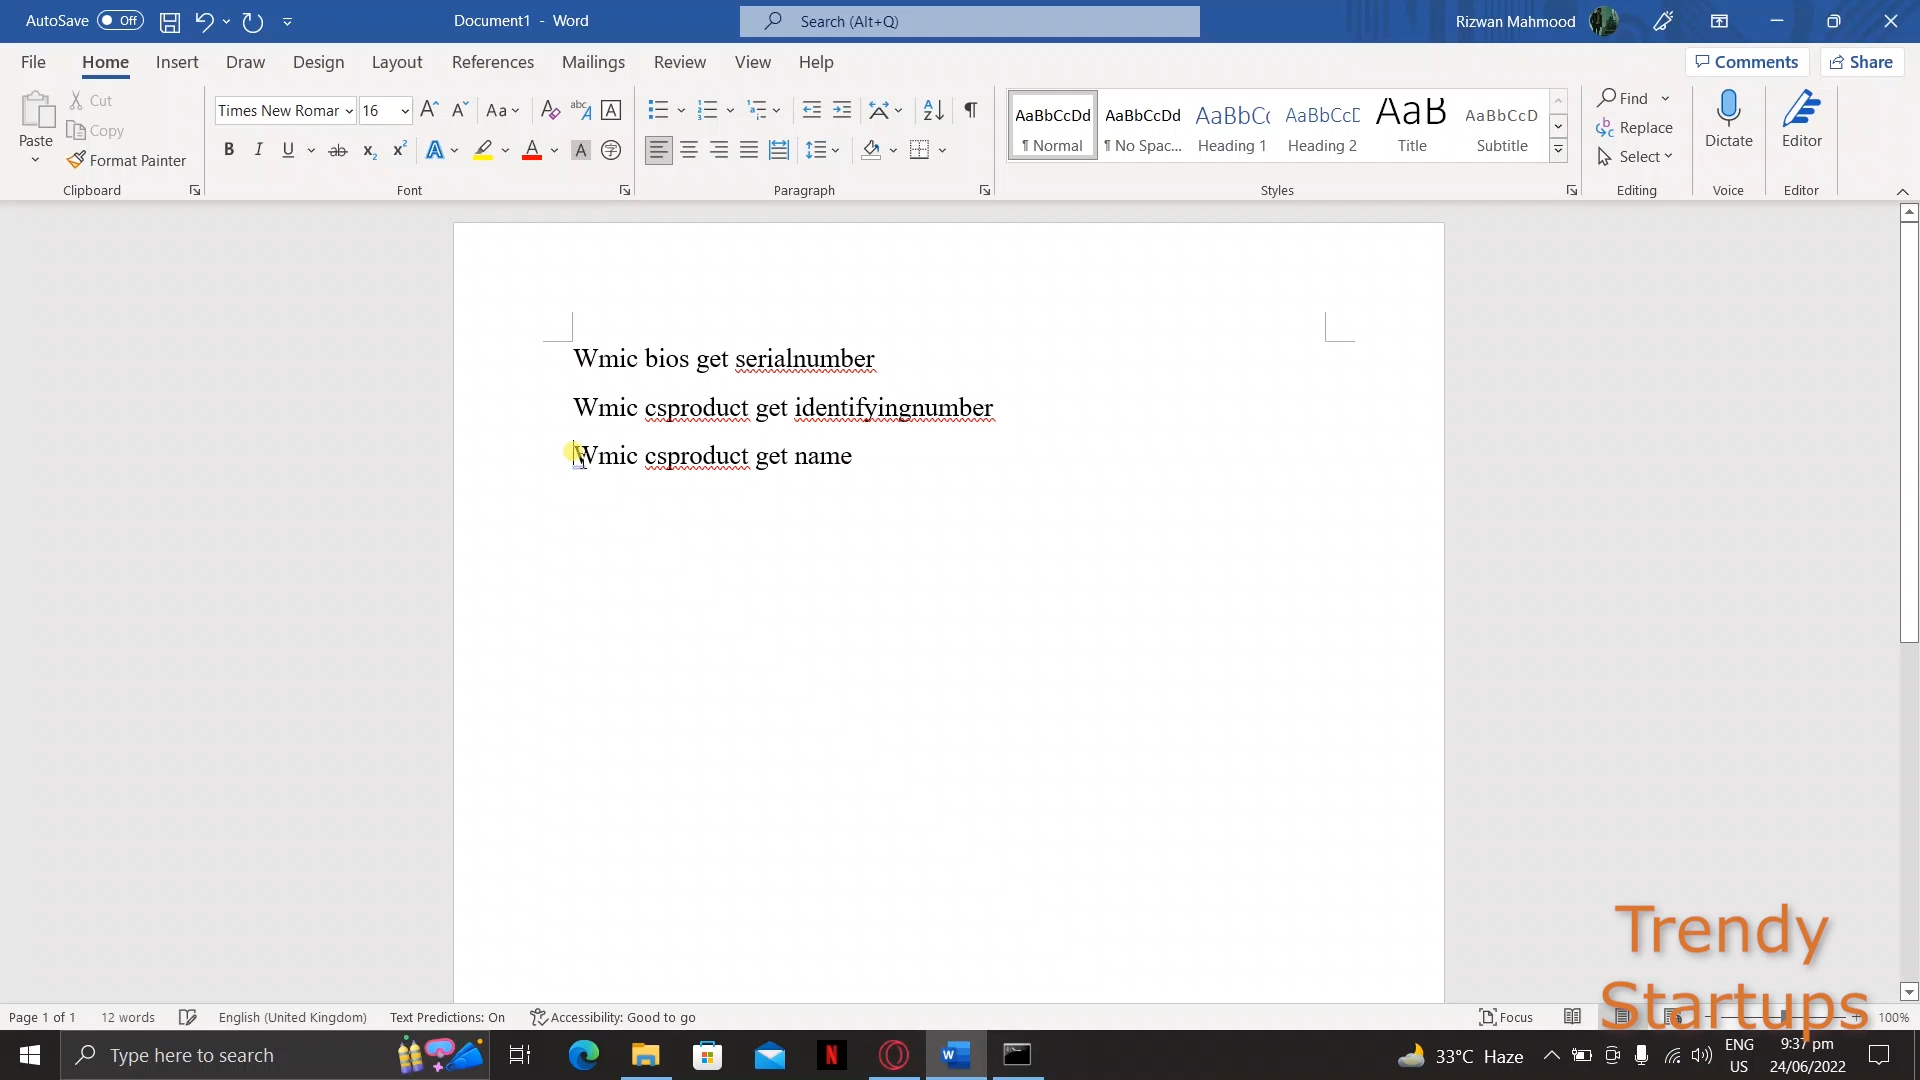 AutoSave Off
Document1 - Word
Search (Alt+Q)
Rizwan Mahmood
File Home Insert Draw Design Layout References Mailings Review View Help
Comments Share
Paste
Cut
Copy
Format Painter
Clipboard
Times New Romar 16
Font
Paragraph
AaBbCcDd AaBbCcDd AaBbC AaBbCcE AaB AaBbCcD
¶ Normal ¶ No Spac... Heading 1 Heading 2 Title Subtitle
Styles
Find
Replace
Select
Editing
Dictate
Voice
Editor
Editor
Wmic bios get serialnumber
Wmic csproduct get identifyingnumber
Wmic csproduct get name
Trendy
Startups
Page 1 of 1 12 words English (United Kingdom) Text Predictions: On Accessibility: Good to go
Focus 100%
Type here to search
33°C Haze
ENG
US
9:37 pm
24/06/2022